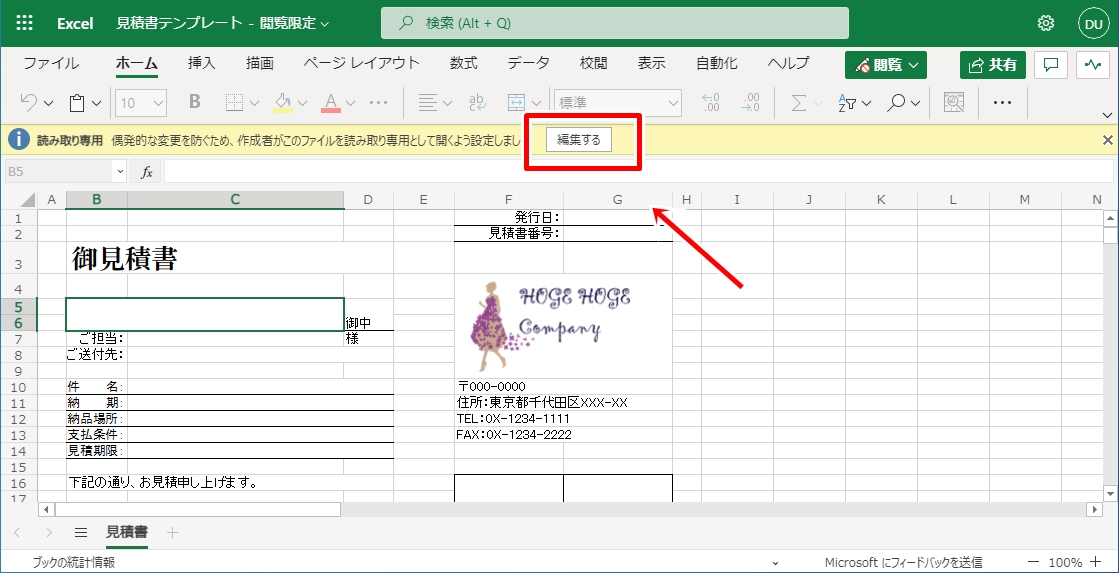 Excel 見積書テンプレート - 閲覧限定 検索 (Alt + Q) DU
ファイル ホーム 挿入 描画 ページ レイアウト 数式 データ 校閲 表示 自動化 ヘルプ 閲覧 共有
10 B A ... ab c 標準 .00 .00 Σ A Z ...
読み取り専用 偶発的な変更を防ぐため、作成者がこのファイルを読み取り専用として開くよう設定しまし 編集する
B5 fx
A B C D E F G H I J K L M N
1 発行日:
2 見積書番号:
3 御見積書
4 HOGE HOGE
Company
5
6 御中
7 ご担当: 様
8 ご送付先:
9
10 件 名: 〒000-0000
11 納 期: 住所:東京都千代田区XXX-XX
12 納品場所: TEL:0X-1234-1111
13 支払条件: FAX:0X-1234-2222
14 見積期限:
15
16 下記の通り、お見積申し上げます。
17
見積書
ブックの統計情報 Microsoft にフィードバックを送信 100%